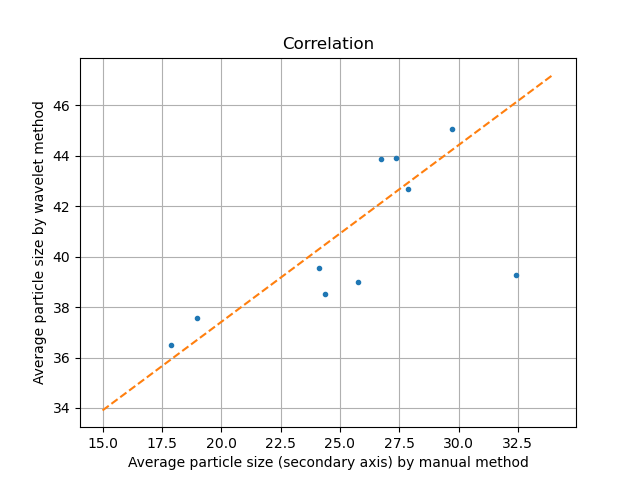 Correlation
Average particle size by wavelet method
46
44
42
40
38
36
34
15.0 17.5 20.0 22.5 25.0 27.5 30.0 32.5
Average particle size (secondary axis) by manual method